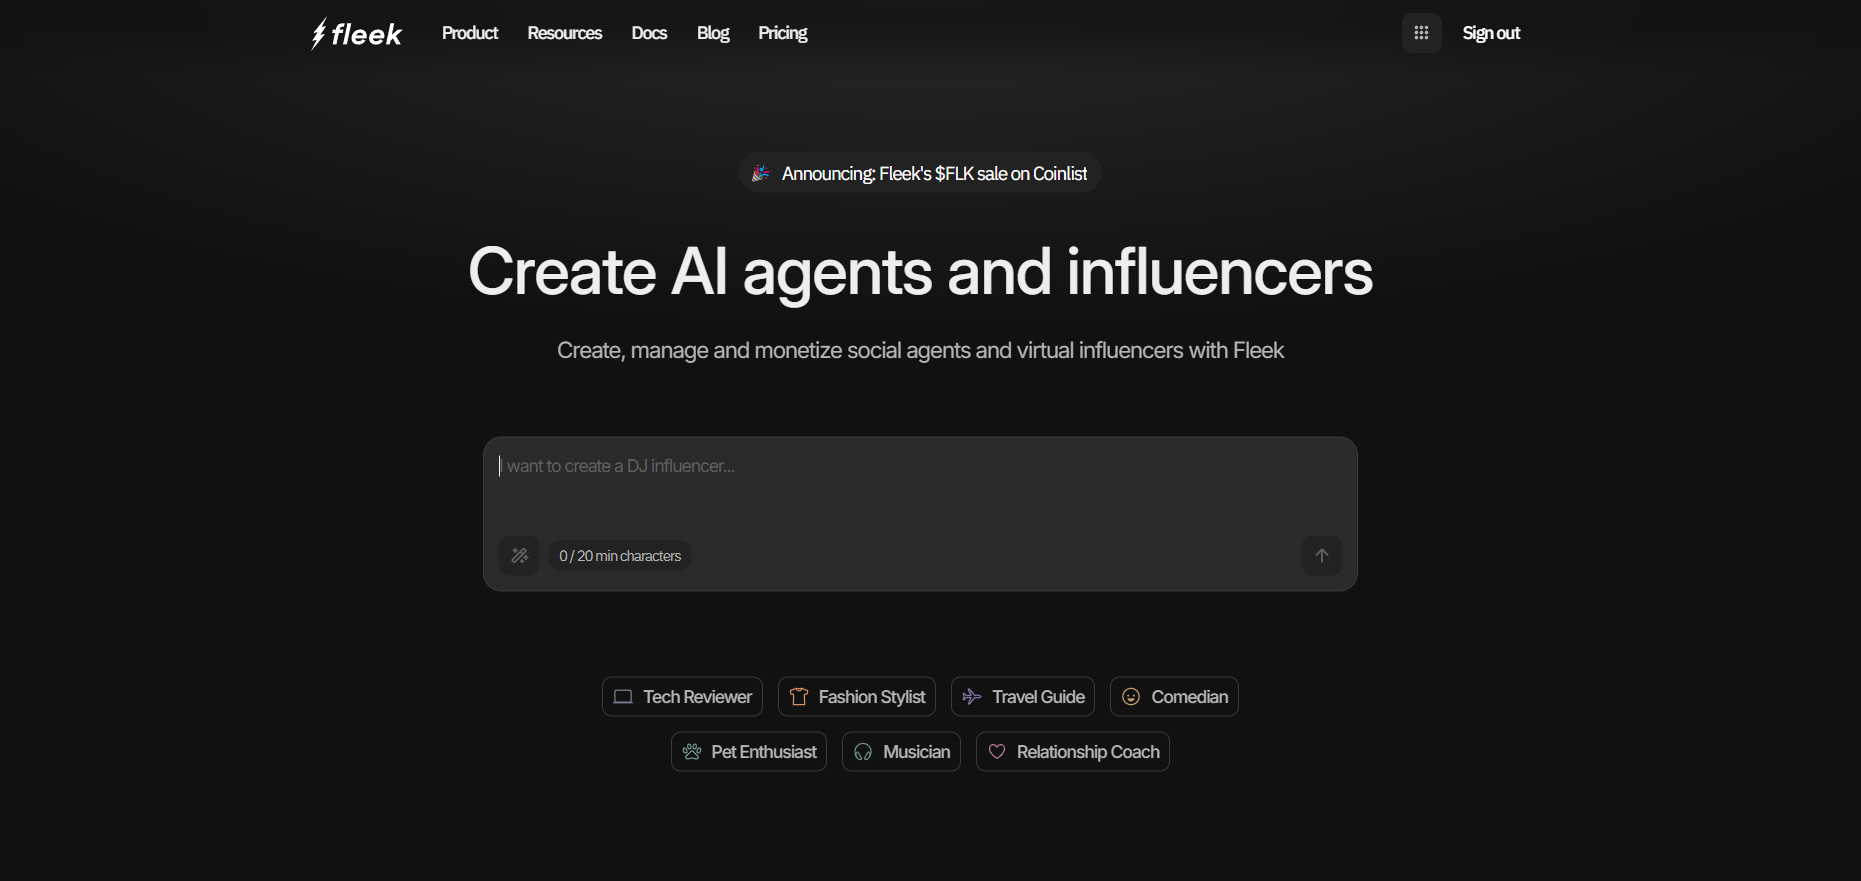 fleek Product Resources Docs Blog Pricing Sign out
Announcing: Fleek's $FLK sale on Coinlist
Create AI agents and influencers
Create, manage and monetize social agents and virtual influencers with Fleek
I want to create a DJ influencer...
0 / 20 min characters
Tech Reviewer Fashion Stylist Travel Guide Comedian
Pet Enthusiast Musician Relationship Coach